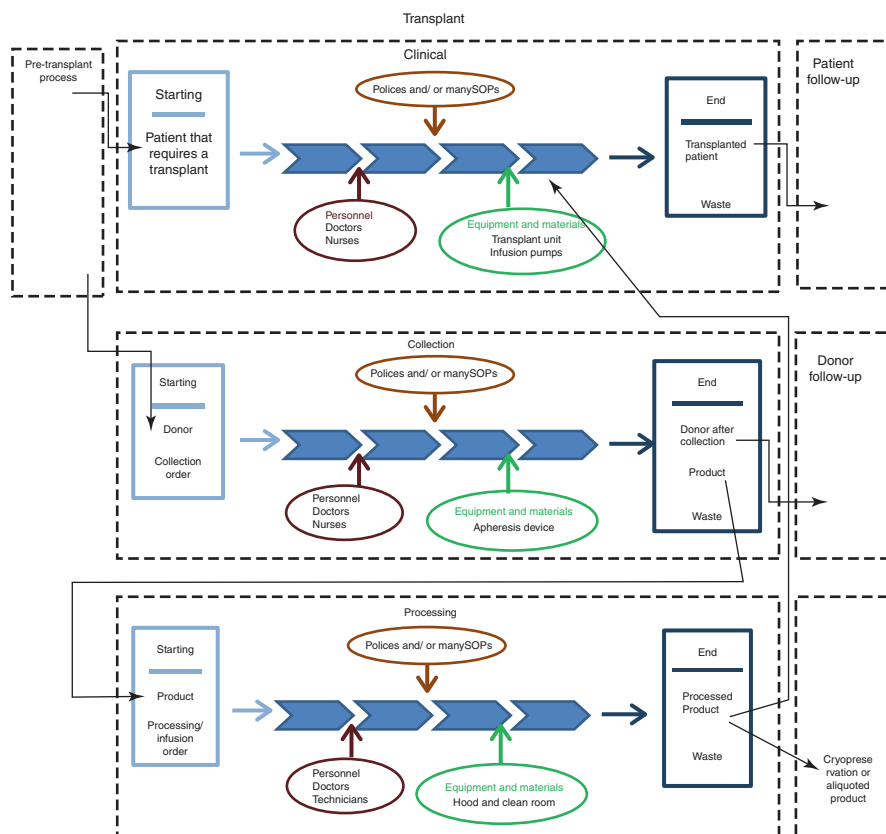 Transplant
Pre-transplant
process
Clinical
Starting
Patient that
requires a
transplant
Polices and/ or manySOPs
Personnel
Doctors
Nurses
Equipment and materials
Transplant unit
Infusion pumps
End
Transplanted
patient
Waste
Patient
follow-up
Collection
Starting
Donor
Collection
order
Polices and/ or manySOPs
Personnel
Doctors
Nurses
Equipment and materials
Apheresis device
End
Donor after
collection
Product
Waste
Donor
follow-up
Processing
Starting
Product
Processing/
infusion
order
Polices and/ or manySOPs
Personnel
Doctors
Technicians
Equipment and materials
Hood and clean room
End
Processed
Product
Waste
Cryoprese
rvation or
aliquoted
product